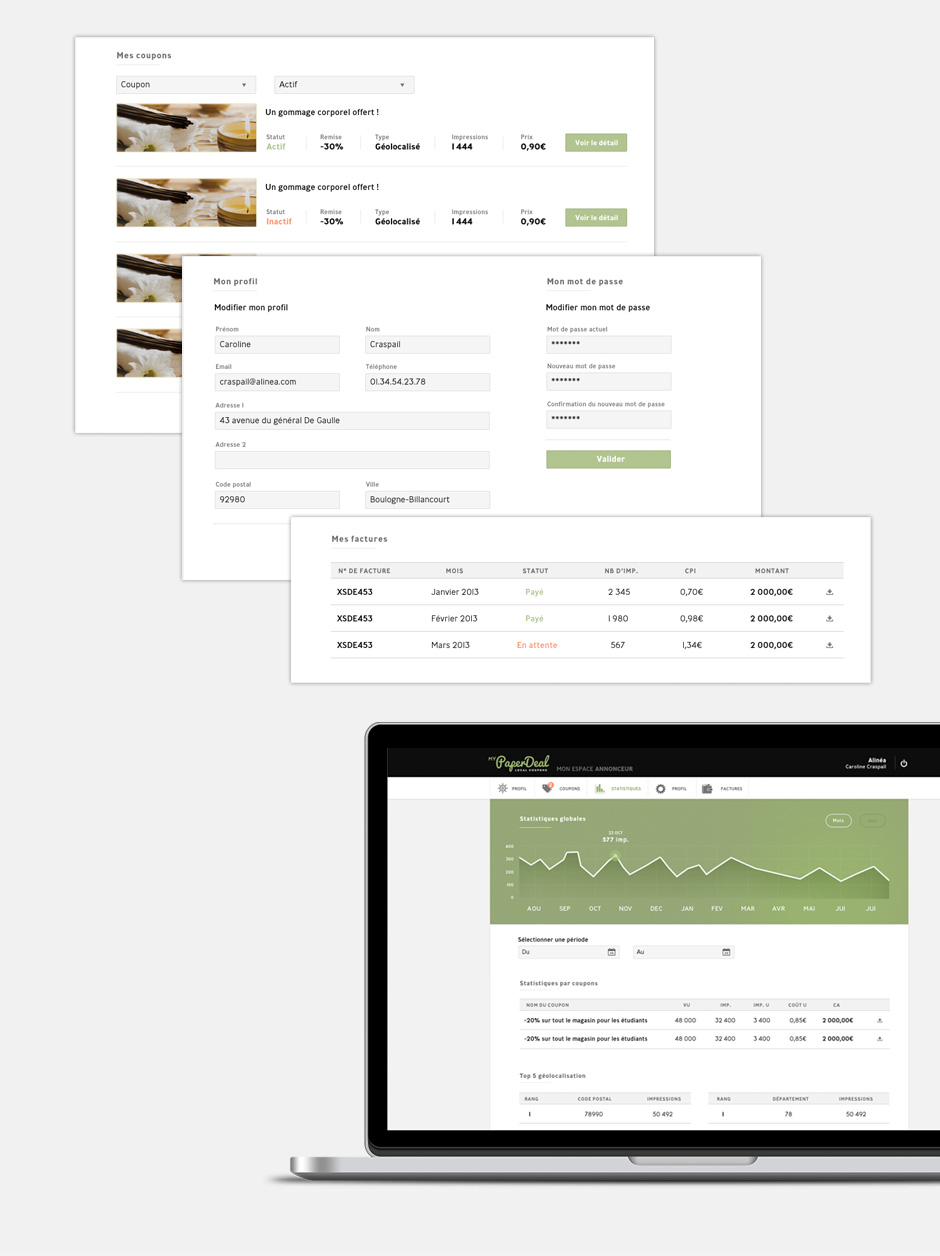 Mes coupons
Coupon Actif
Un gommage corporel offert !
Statut Remise Type Impressions Prix
Actif -30% Géolocalisé 1 444 0,90€ Voir le détail
Un gommage corporel offert !
Statut Remise Type Impressions Prix
Inactif -30% Géolocalisé 1 444 0,90€ Voir le détail
Mon profil
Modifier mon profil
Prénom Nom
Caroline Craspail
Email Téléphone
craspail@alinea.com 01.34.54.23.78
Adresse 1
43 avenue du général De Gaulle
Adresse 2
Code postal Ville
92980 Boulogne-Billancourt
Mon mot de passe
Modifier mon mot de passe
Mot de passe actuel
*******
Nouveau mot de passe
*******
Confirmation du nouveau mot de passe
*******
Valider
Mes factures
N° DE FACTURE MOIS STATUT NB D'IMP. CPI MONTANT
XSDE453 Janvier 2013 Payé 2 345 0,70€ 2 000,00€
XSDE453 Février 2013 Payé 1 980 0,98€ 2 000,00€
XSDE453 Mars 2013 En attente 567 1,34€ 2 000,00€
MY PaperDeal
LOCAL COUPONS
MON ESPACE ANNONCEUR
Alinéa
Caroline Craspail
PROFIL COUPONS STATISTIQUES PROFIL FACTURES
Statistiques globales
Mois
22 OCT
577 imp.
400
300
200
100
0
AOU SEP OCT NOV DEC JAN FEV MAR AVR MAI JUI JUI
Sélectionner une période
Du Au
Statistiques par coupons
NOM DU COUPON VU IMP. IMP. U COÛT U CA
-20% sur tout le magasin pour les étudiants 48 000 32 400 3 400 0,85€ 2 000,00€
-20% sur tout le magasin pour les étudiants 48 000 32 400 3 400 0,85€ 2 000,00€
Top 5 géolocalisation
RANG CODE POSTAL IMPRESSIONS RANG DÉPARTEMENT IMPRESSIONS
1 78990 50 492 1 78 50 492